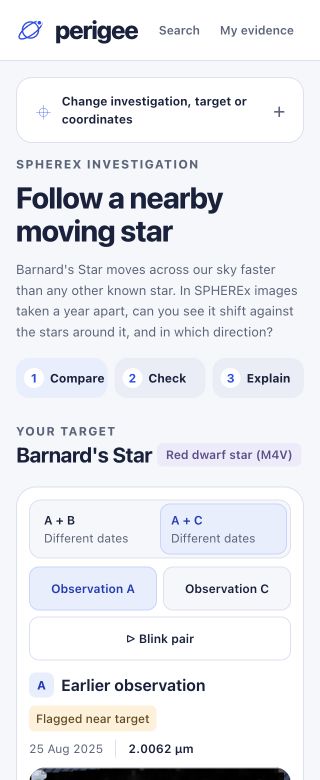 perigee Search My evidence
Change investigation, target or
coordinates
SPHEREX INVESTIGATION
Follow a nearby
moving star
Barnard's Star moves across our sky faster
than any other known star. In SPHEREx images
taken a year apart, can you see it shift against
the stars around it, and in which direction?
1 Compare 2 Check 3 Explain
YOUR TARGET
Barnard's Star Red dwarf star (M4V)
A + B A + C
Different dates Different dates
Observation A Observation C
Blink pair
A Earlier observation
Flagged near target
25 Aug 2025 2.0062 µm